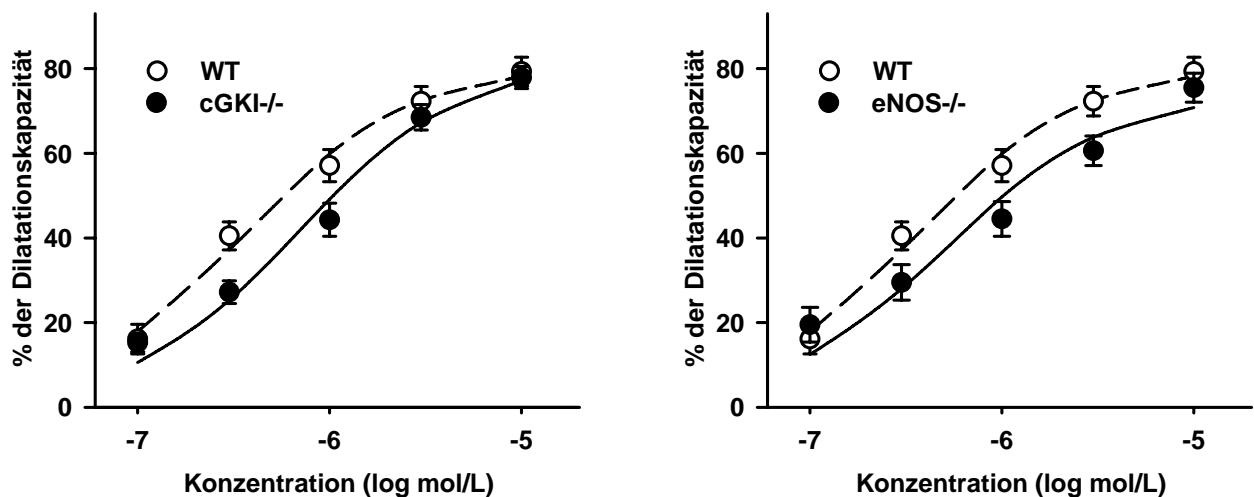 % der Dilatationskapazität
80
60
40
20
0
WT
cGKI-/-
-7
-6
-5
Konzentration (log mol/L)
% der Dilatationskapazität
80
60
40
20
0
WT
eNOS-/-
-7
-6
-5
Konzentration (log mol/L)